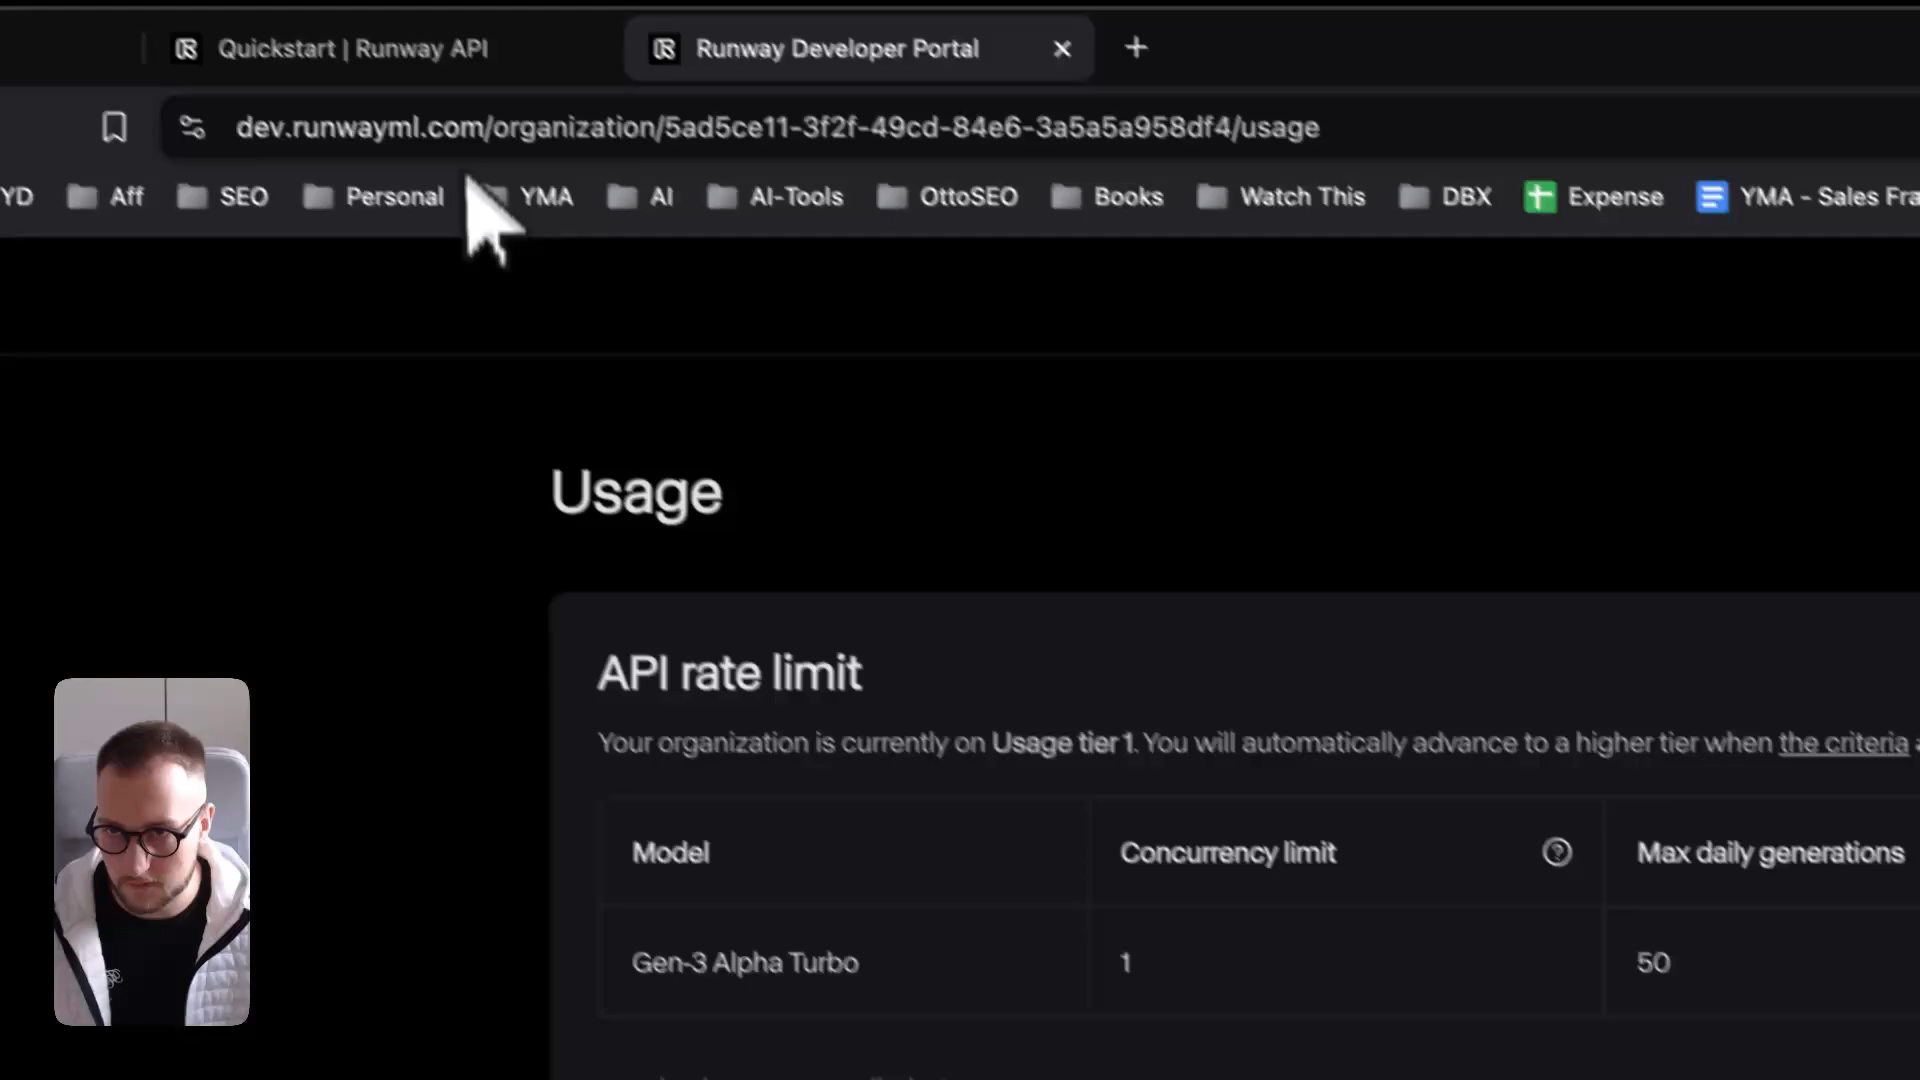 Quickstart | Runway API
Runway Developer Portal
dev.runwayml.com/organization/5ad5ce11-3f2f-49cd-84e6-3a5a5a958df4/usage
YD
Aff
SEO
Personal
YMA
AI
AI-Tools
OttoSEO
Books
Watch This
DBX
Expense
YMA - Sales Fra
Usage
API rate limit
Your organization is currently on Usage tier 1. You will automatically advance to a higher tier when the criteria
Model
Concurrency limit
Max daily generations
Gen-3 Alpha Turbo
1
50